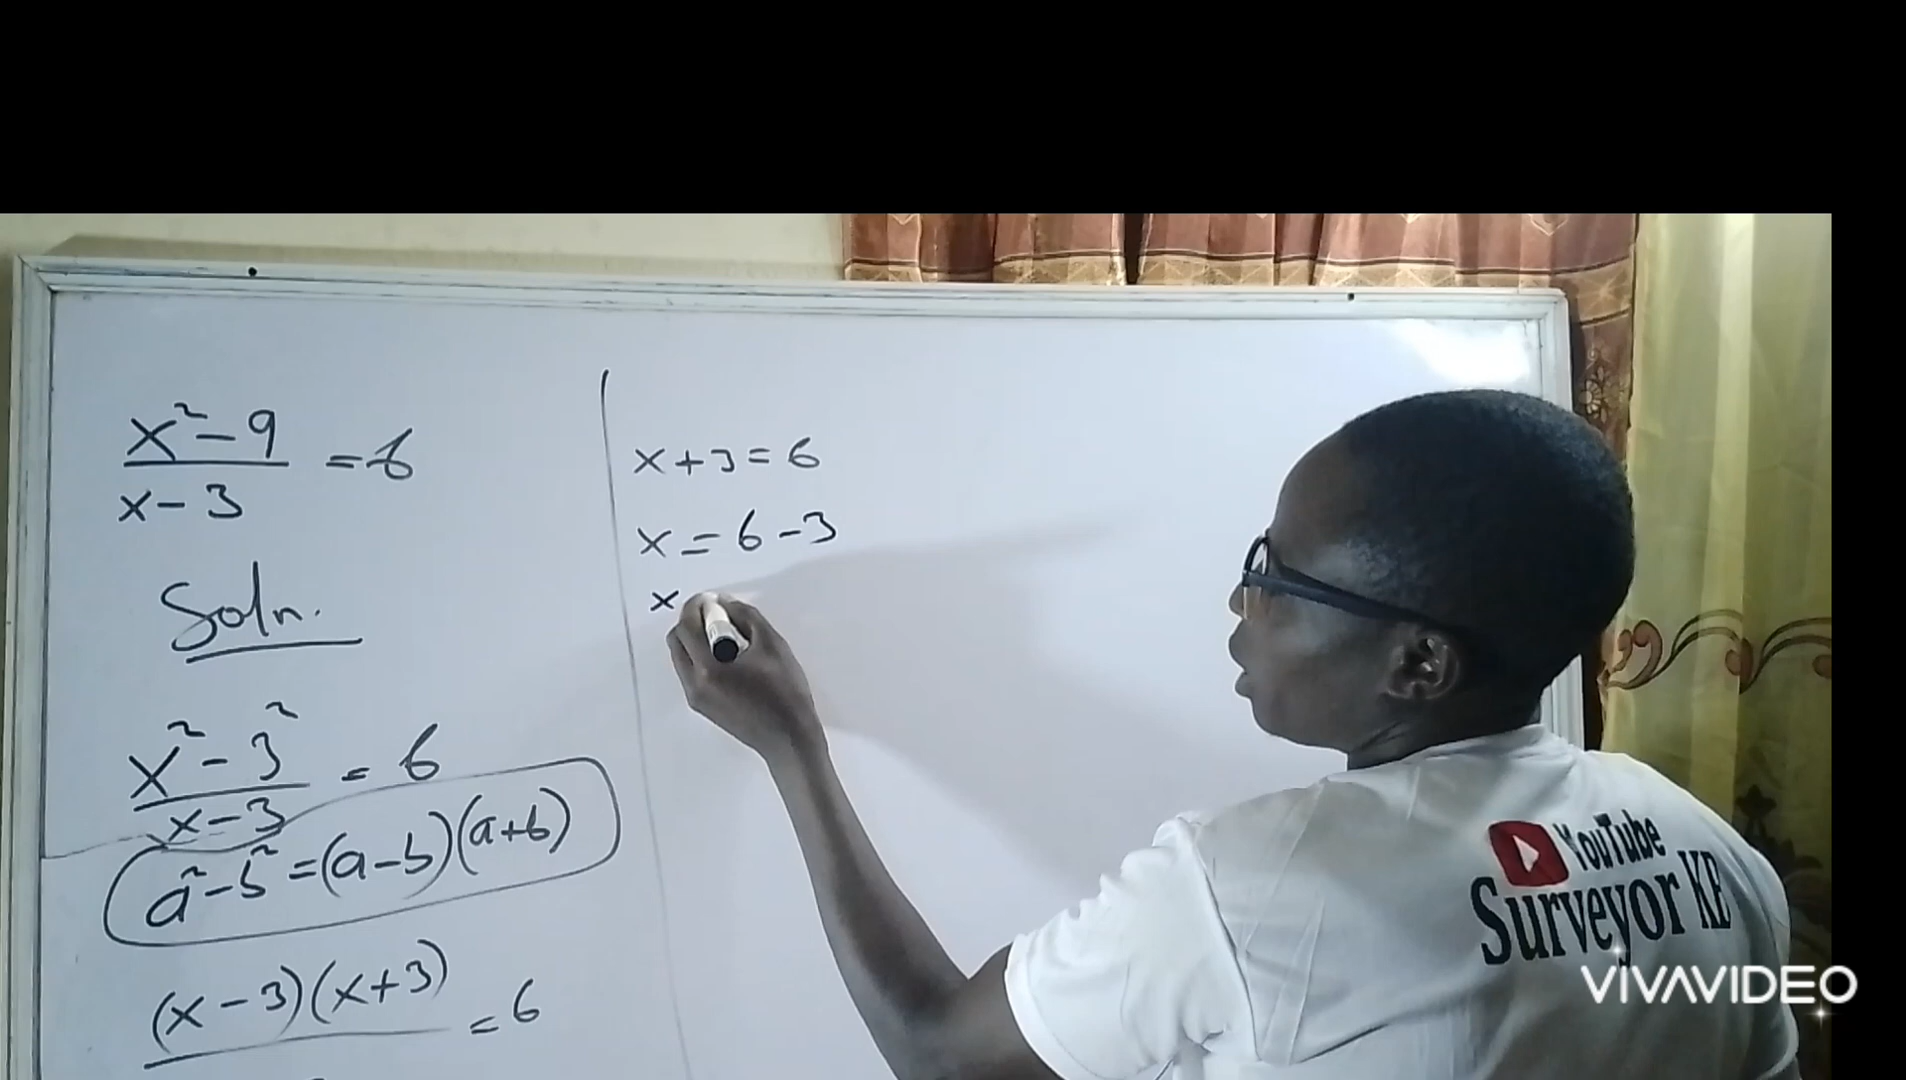 x² - 9
x - 3
= 6
Soln.
x² - 3²
x - 3
= 6
a² - b² = (a - b)(a + b)
(x - 3)(x + 3)
= 6
x + 3 = 6
x = 6 - 3
x
YouTube
Surveyor KE
VIVAVIDEO